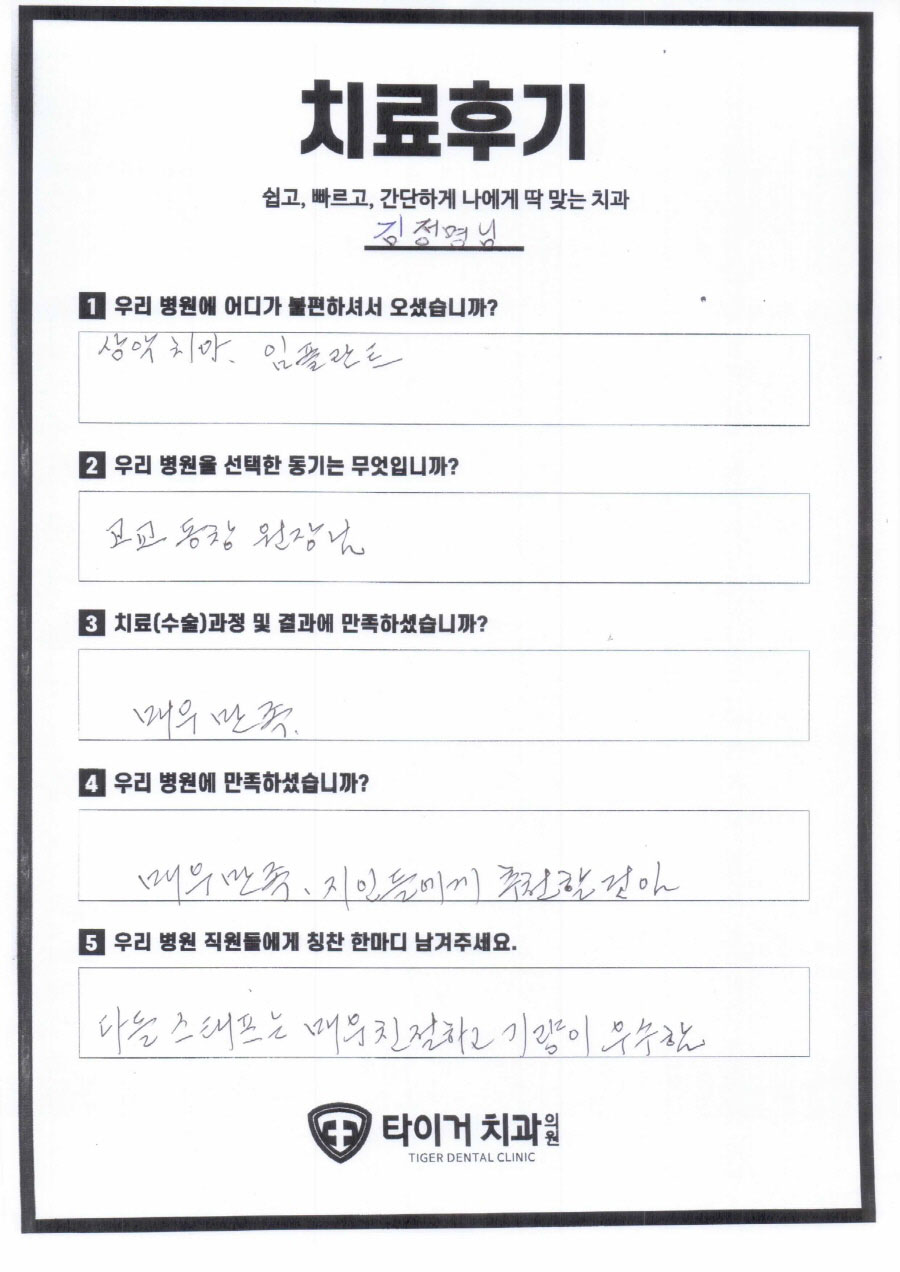 치료후기
쉽고, 빠르고, 간단하게 나에게 딱 맞는 치과
김정명님
1 우리 병원에 어디가 불편하셔서 오셨습니까?
상악 치아. 임플란트
2 우리 병원을 선택한 동기는 무엇입니까?
고교 동창 원장님
3 치료(수술)과정 및 결과에 만족하셨습니까?
매우 만족.
4 우리 병원에 만족하셨습니까?
매우 만족、지인들에게 추천할
5 우리 병원 직원들에게 칭찬 한마디 남겨주세요.
다들 스태프는 매우 친절하고 기량이 우수함
타이거 치과의원
TIGER DENTAL CLINIC